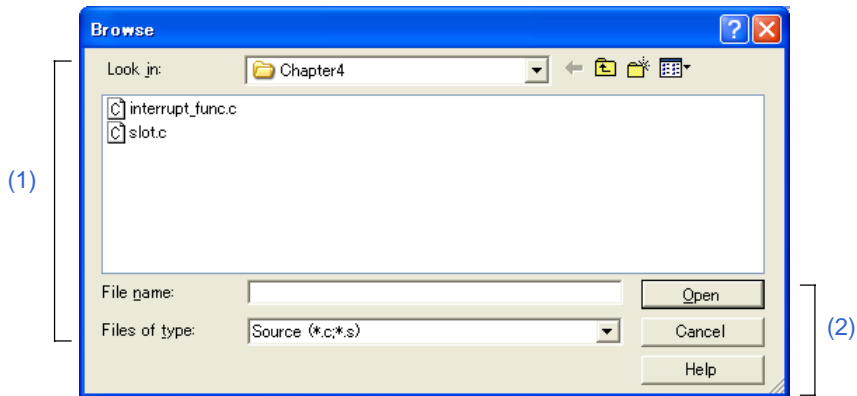 Browse
Look in: Chapter4
interrupt_func.c
slot.c
(1)
File name: Open
Files of type: Source (*.c;*.s) Cancel
(2)
Help